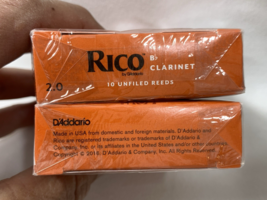 RICO B♭
by D'Addario CLARINET
2.0 10 UNFILED REEDS
D'Addario
Made in USA from domestic and foreign materials. D'Addario and
Rico are registered trademarks or trademarks of D'Addario &
Company, Inc. or its affiliates in the United States and/or other
Copyright © 2016 D'Addario & Company, Inc. All Rights Reserved.